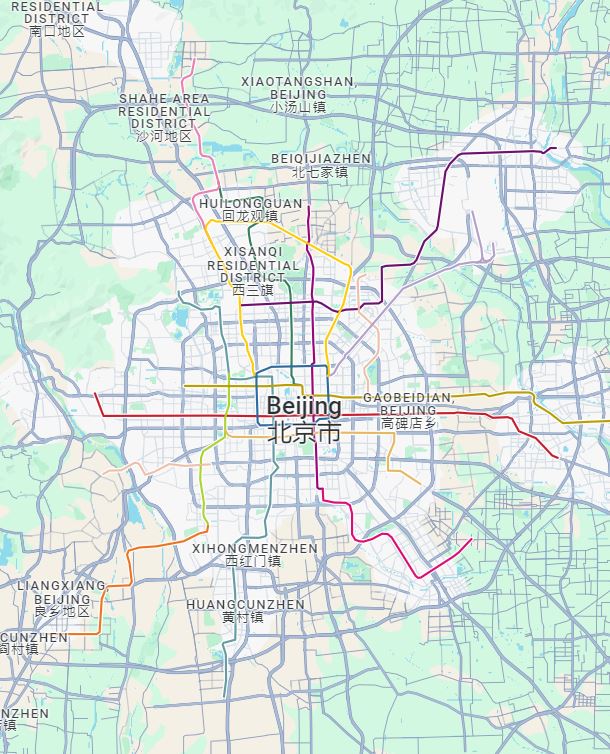 RESIDENTIAL
DISTRICT
南口地区
XIAOTANGSHAN,
BEIJING
小汤山镇
SHAHE AREA
RESIDENTIAL
DISTRICT
沙河地区
BEIQIJIAZHEN
北七家镇
HUILONGGUAN
回龙观镇
XISANQI
RESIDENTIAL
DISTRICT
西三旗
GAOBEIDIAN,
BEIJING
高碑店乡
Beijing
北京市
XIHONGMENZHEN
西红门镇
LIANGXIANG,
BEIJING
良乡地区
HUANGCUNZHEN
黄村镇
CUNZHEN
阎村镇
NZHEN
镇